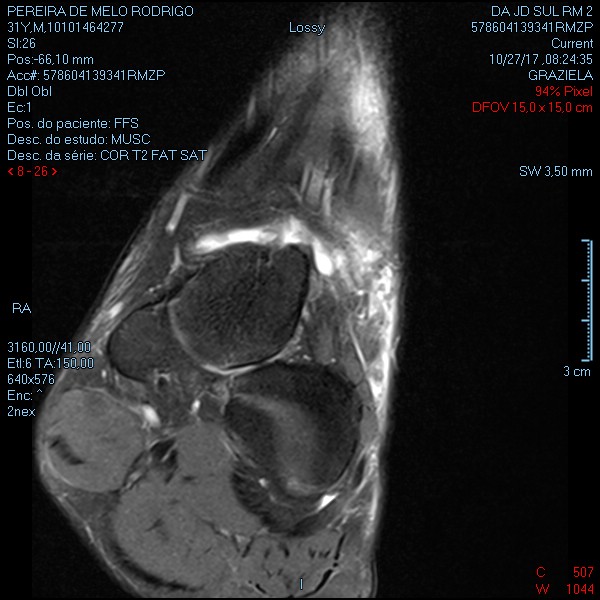 PEREIRA DE MELO RODRIGO
31Y,M,10101464277
Sl:26
Pos:-66,10 mm
Acc#: 578604139341RMZP
Dbl Obl
Ec:1
Pos. do paciente: FFS
Desc. do estudo: MUSC
Desc. da série: COR T2 FAT SAT
< 8 - 26 >
Lossy
DA JD SUL RM 2
578604139341RMZP
Current
10/27/17 ,08:24:35
GRAZIELA
94% Pixel
DFOV 15,0 x 15,0 cm
SW 3,50 mm
RA
3160,00//41,00
Etl:6 TA:150,00
640x576
Enc: ^
2nex
3 cm
I
C 507
W 1044